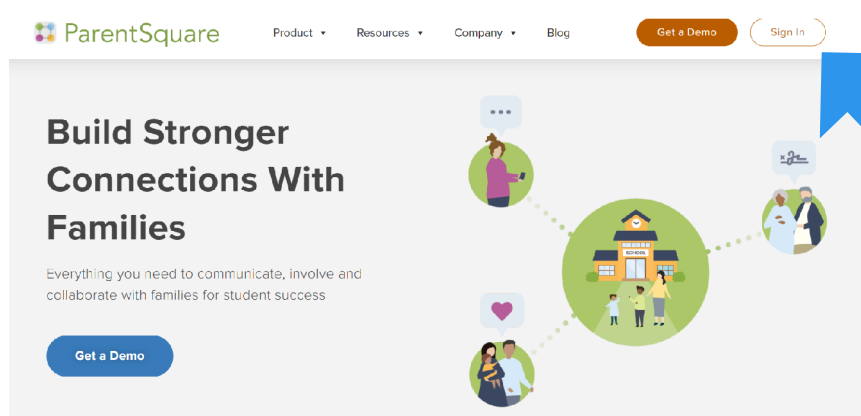 ParentSquare
Product Resources Company Blog Get a Demo Sign In
Build Stronger
Connections With
Families
Everything you need to communicate, involve and
collaborate with families for student success
Get a Demo
SCHOOL